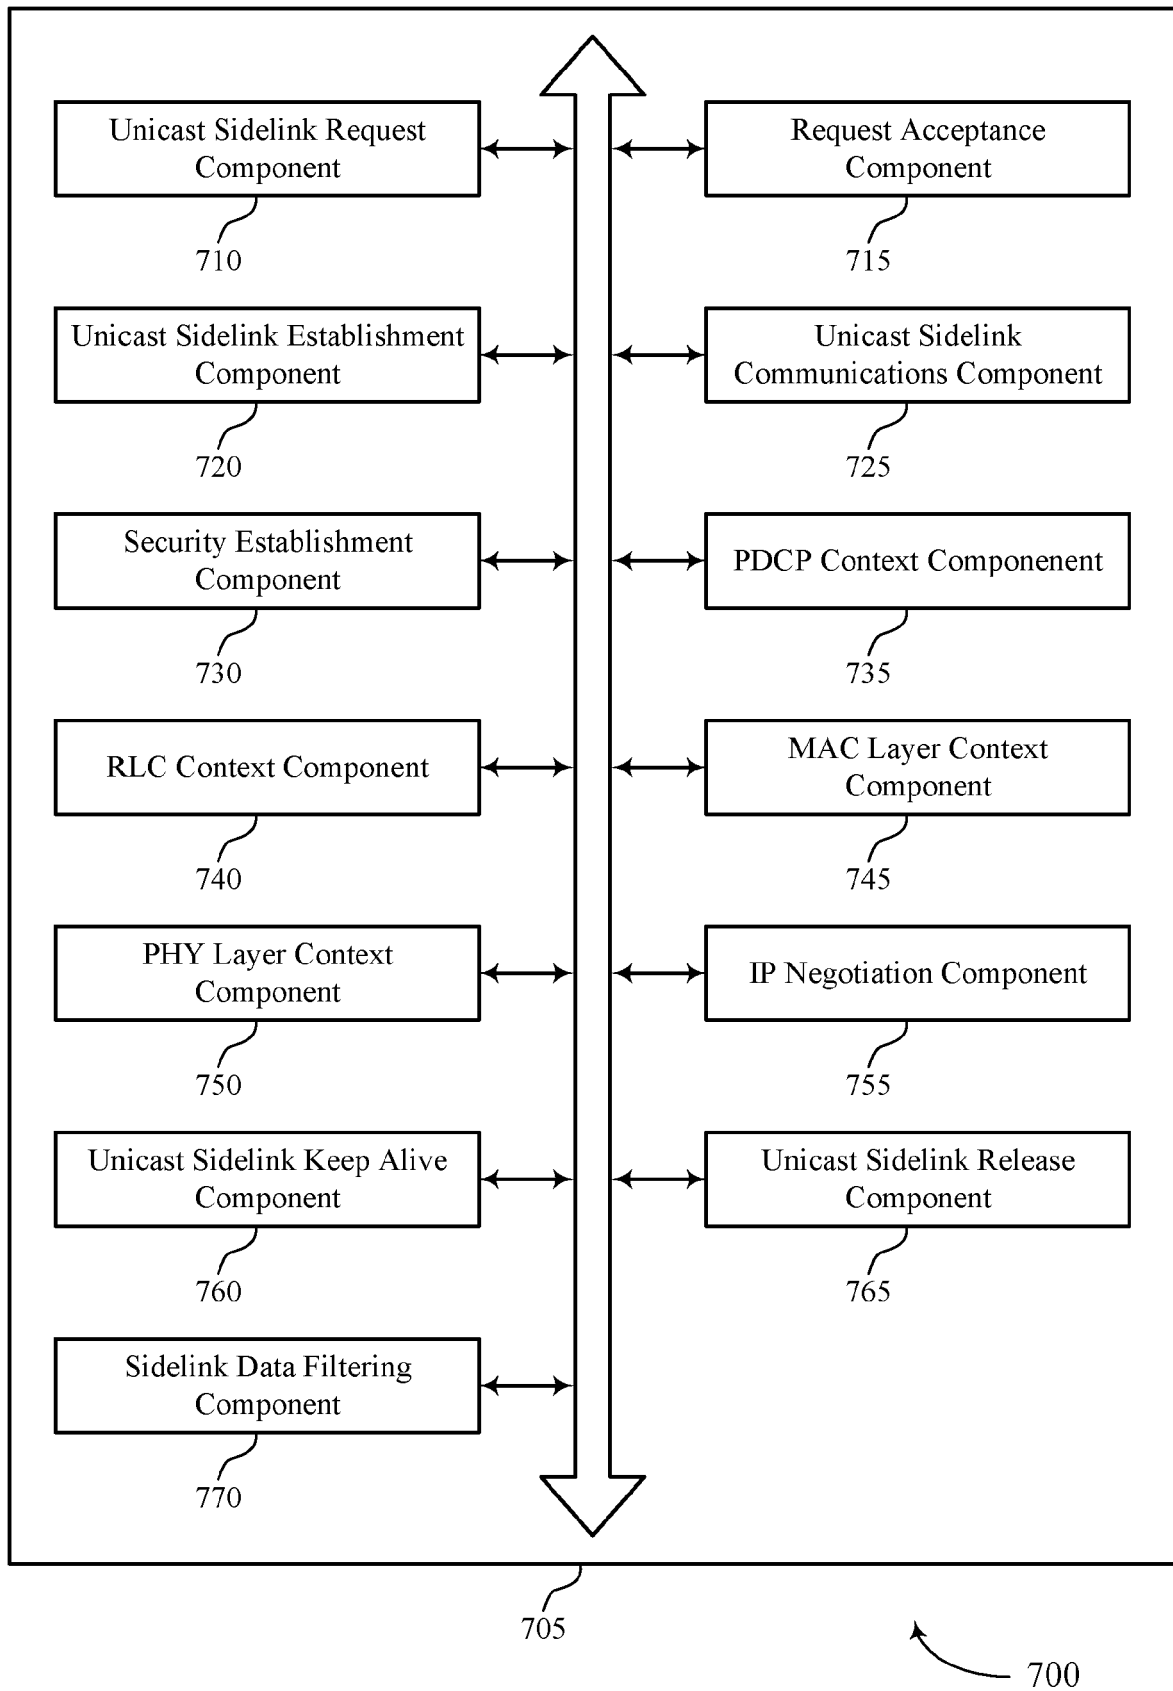 Unicast Sidelink Request
Component
710
Request Acceptance
Component
715
Unicast Sidelink Establishment
Component
720
Unicast Sidelink
Communications Component
725
Security Establishment
Component
730
PDCP Context Componenent
735
RLC Context Component
740
MAC Layer Context
Component
745
PHY Layer Context
Component
750
IP Negotiation Component
755
Unicast Sidelink Keep Alive
Component
760
Unicast Sidelink Release
Component
765
Sidelink Data Filtering
Component
770
705
700